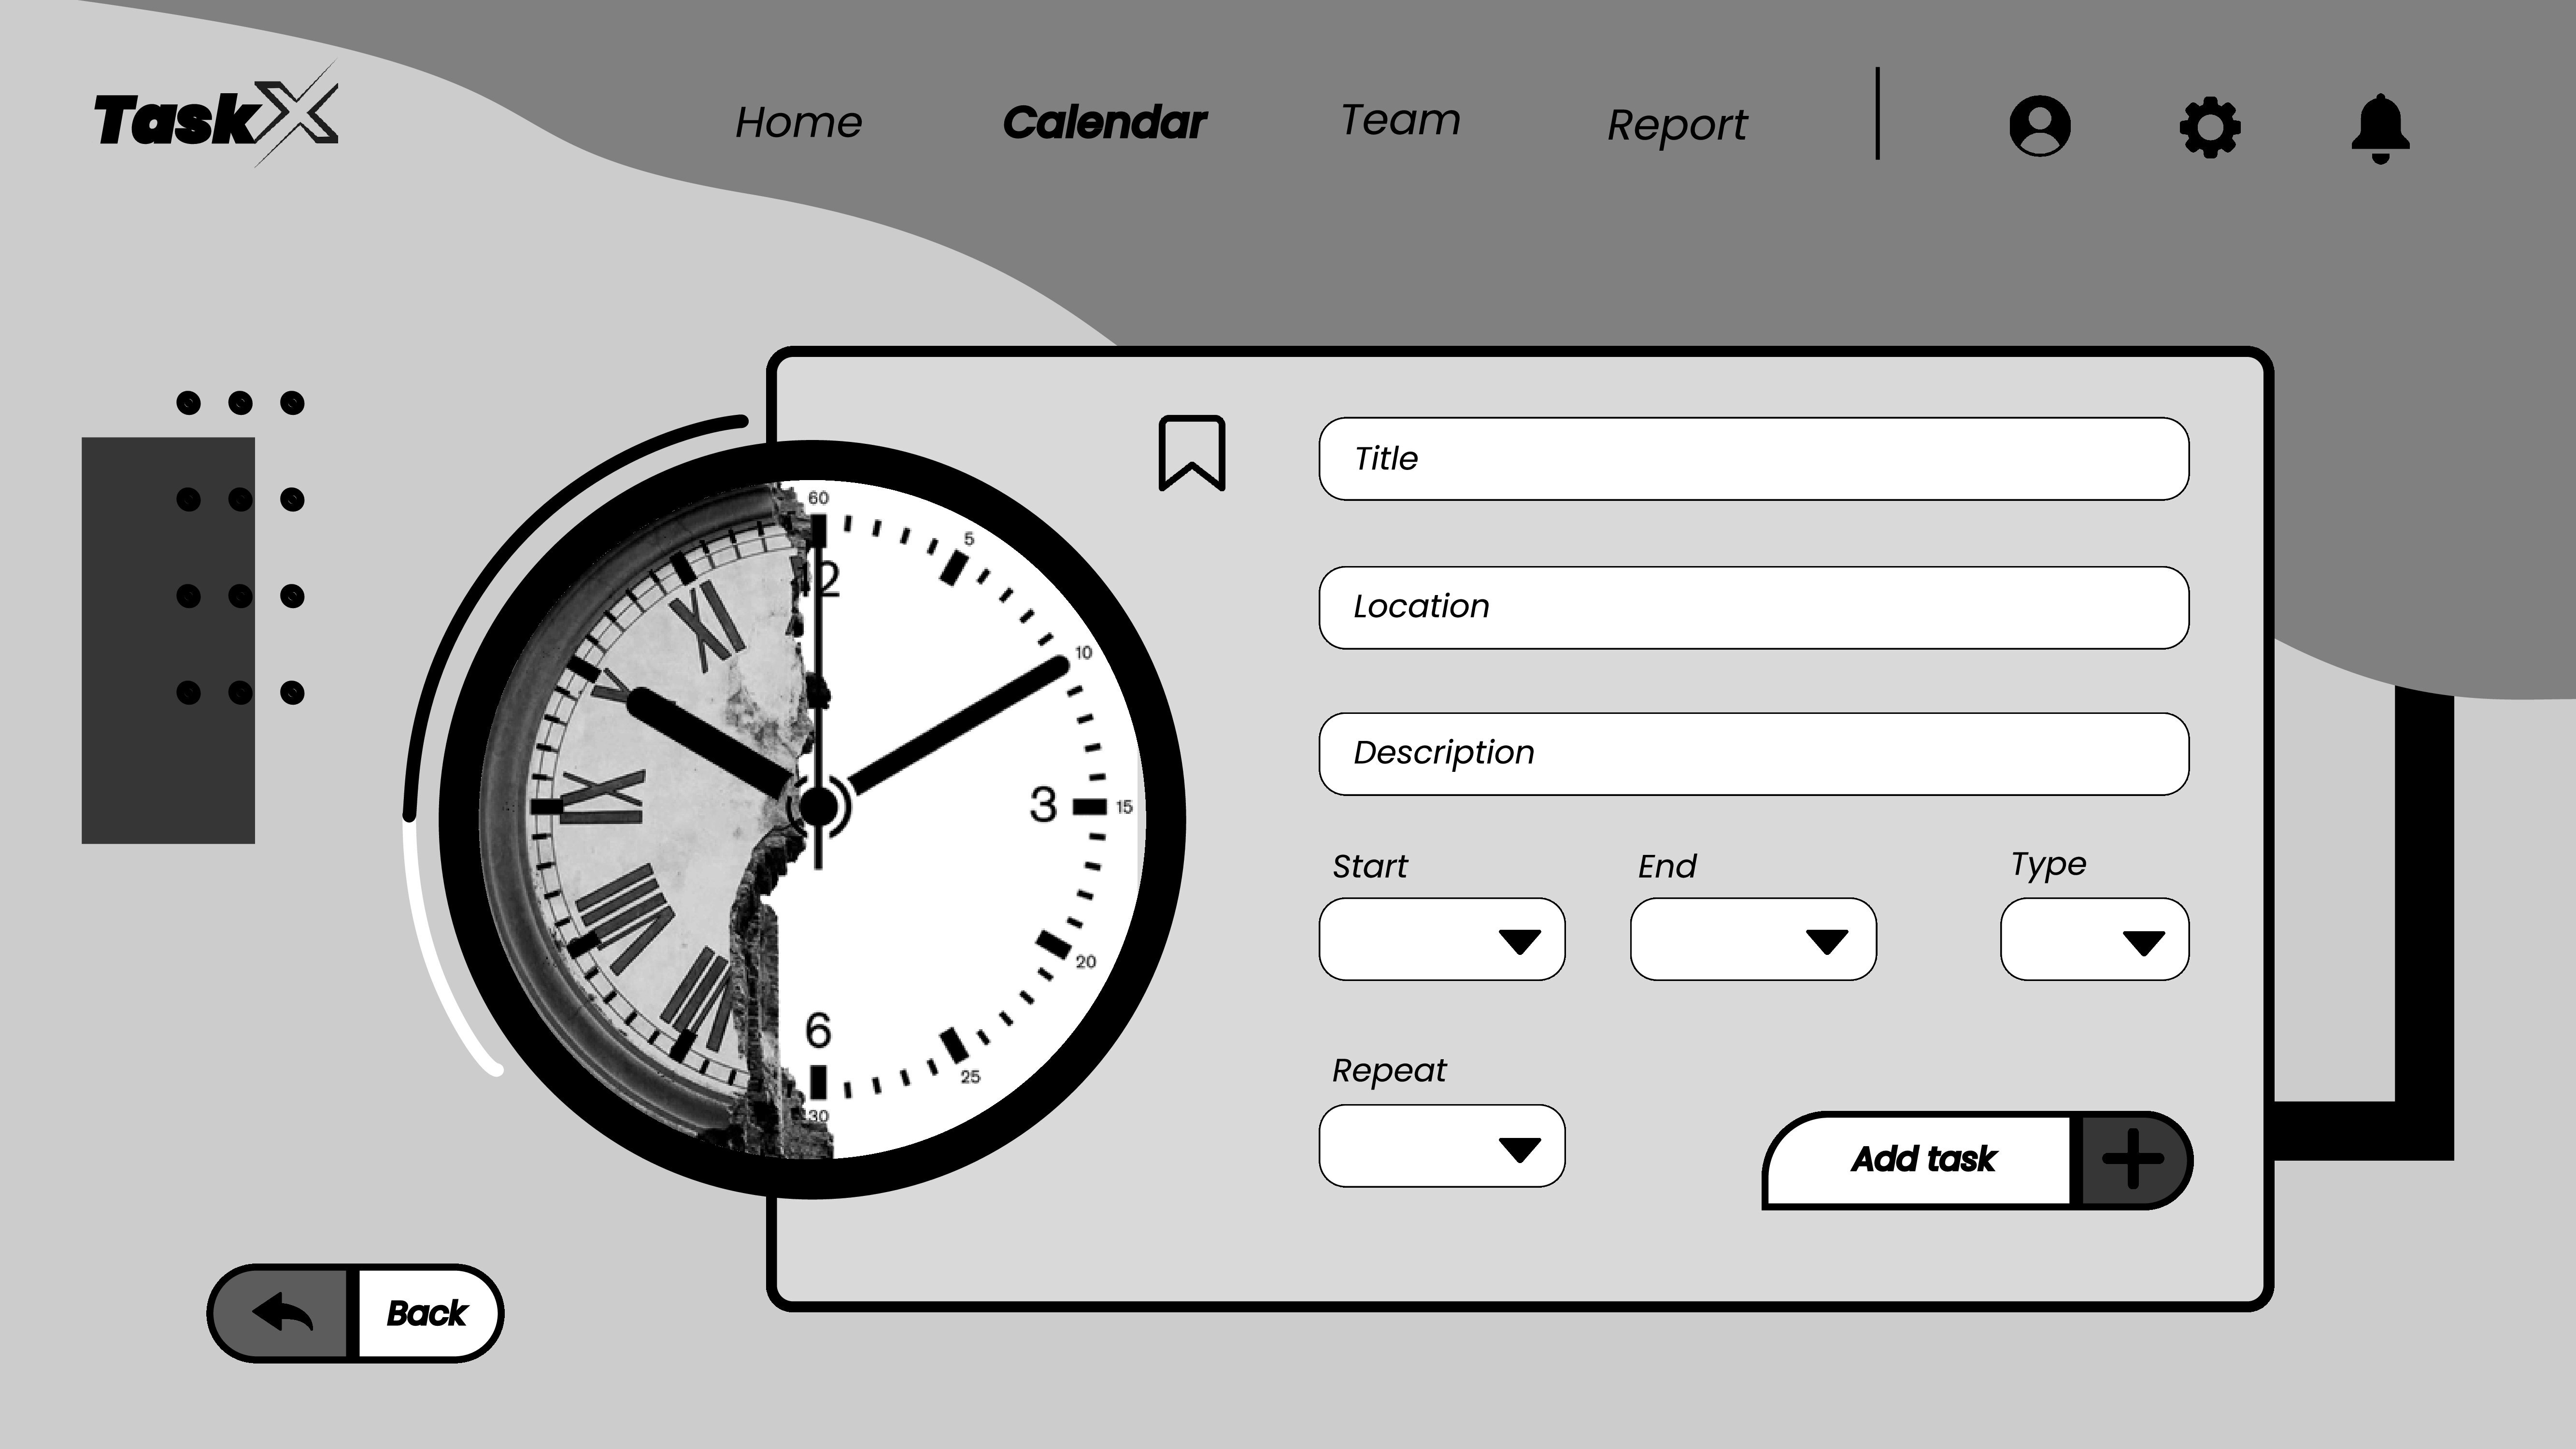 TaskX
Home
Calendar
Team
Report
Title
Location
Description
Start
End
Type
Repeat
Add task
Back
60
5
12
10
3
15
20
6
25
30
XI
IX
VIII
VII